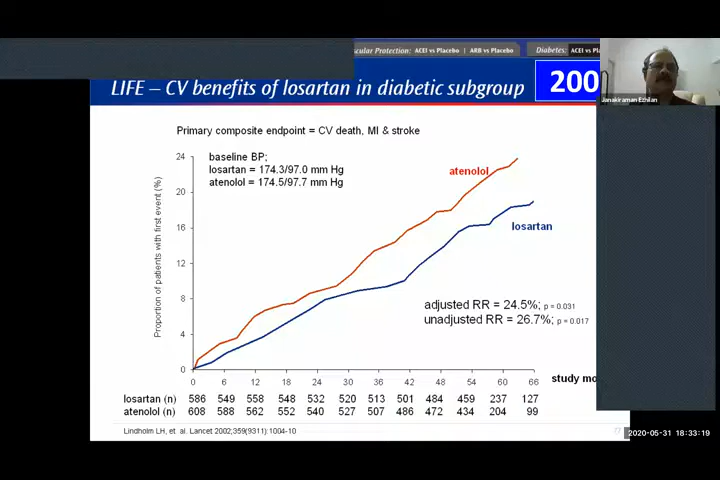 scular Protection: ACEI vs Placebo | ARB vs Placebo
Diabetes: ACEI vs Pla
LIFE – CV benefits of losartan in diabetic subgroup
200
Janakiraman Ezhilan
Primary composite endpoint = CV death, MI & stroke
baseline BP;
losartan = 174.3/97.0 mm Hg
atenolol = 174.5/97.7 mm Hg
Proportion of patients with first event (%)
24
20
16
12
8
4
0
atenolol
losartan
adjusted RR = 24.5%; p = 0.031
unadjusted RR = 26.7%; p = 0.017
0 6 12 18 24 30 36 42 48 54 60 66
study mo
losartan (n) 586 549 558 548 532 520 513 501 484 459 237 127
atenolol (n) 608 588 562 552 540 527 507 486 472 434 204 99
Lindholm LH, et. al. Lancet 2002;359(9311):1004-10
2020-05-31 18:33:19